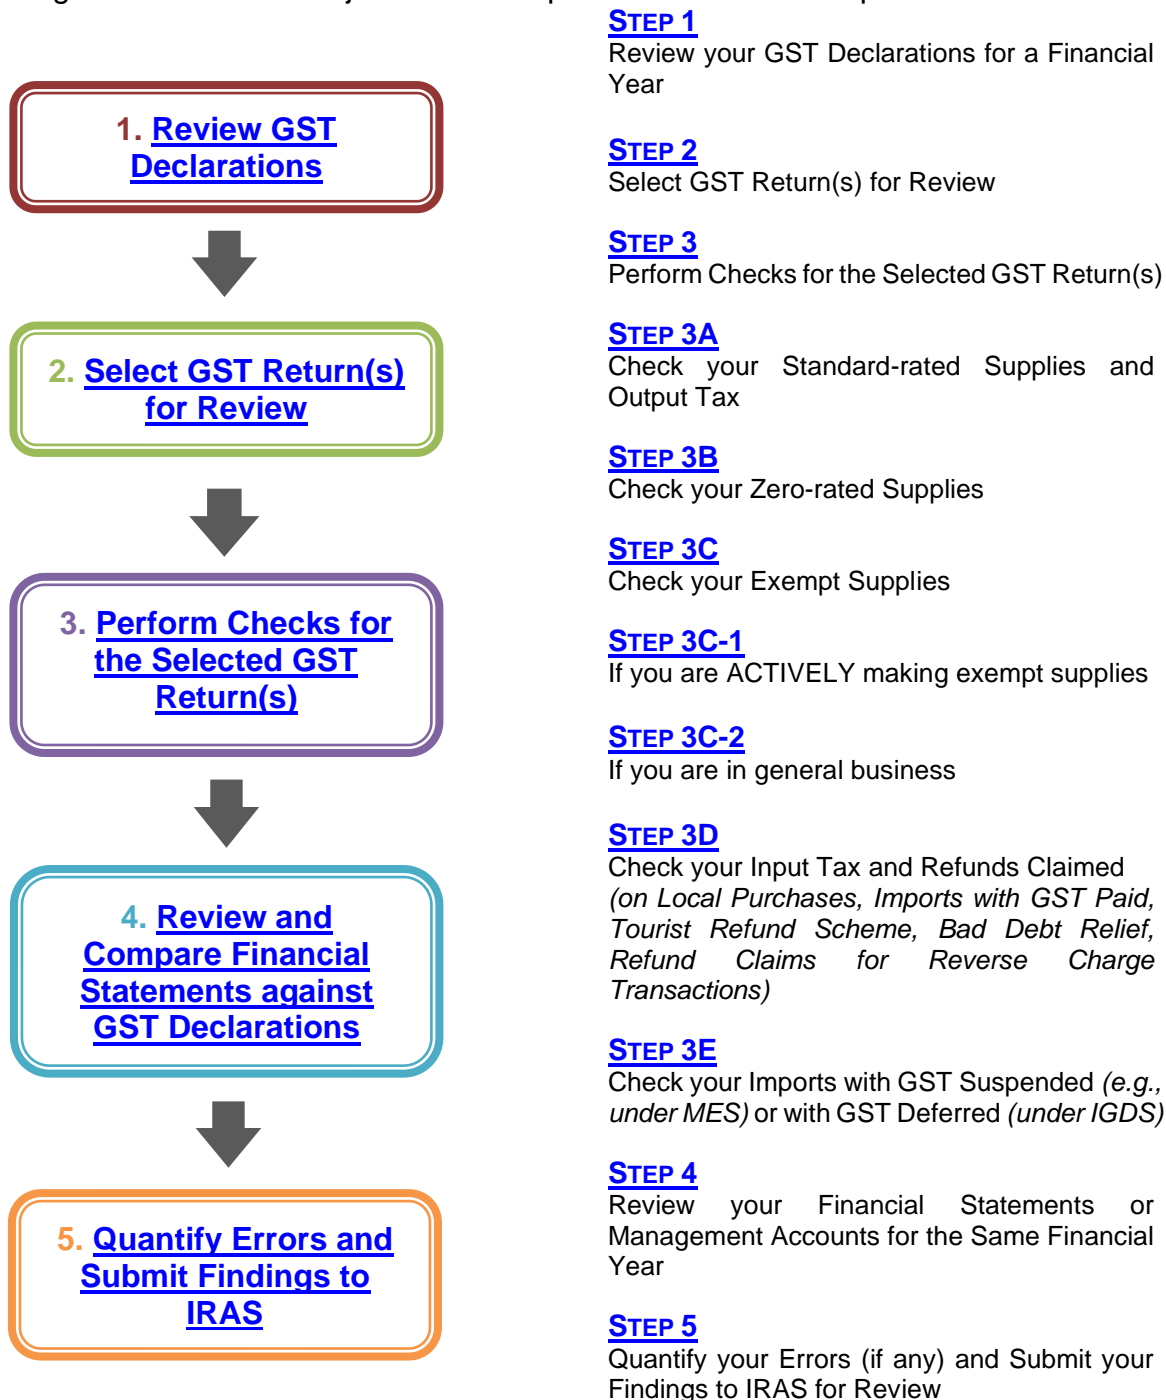 STEP 1
Review your GST Declarations for a Financial
Year
1. Review GST
Declarations
STEP 2
Select GST Return(s) for Review
STEP 3
Perform Checks for the Selected GST Return(s)
2. Select GST Return(s)
for Review
STEP 3A
Check your Standard-rated Supplies and
Output Tax
STEP 3B
Check your Zero-rated Supplies
STEP 3C
Check your Exempt Supplies
3. Perform Checks for
the Selected GST
Return(s)
STEP 3C-1
If you are ACTIVELY making exempt supplies
STEP 3C-2
If you are in general business
4. Review and
Compare Financial
Statements against
GST Declarations
STEP 3D
Check your Input Tax and Refunds Claimed
(on Local Purchases, Imports with GST Paid,
Tourist Refund Scheme, Bad Debt Relief,
Refund Claims for Reverse Charge
Transactions)
STEP 3E
Check your Imports with GST Suspended (e.g.,
under MES) or with GST Deferred (under IGDS)
STEP 4
Review your Financial Statements or
Management Accounts for the Same Financial
Year
5. Quantify Errors and
Submit Findings to
IRAS
STEP 5
Quantify your Errors (if any) and Submit your
Findings to IRAS for Review